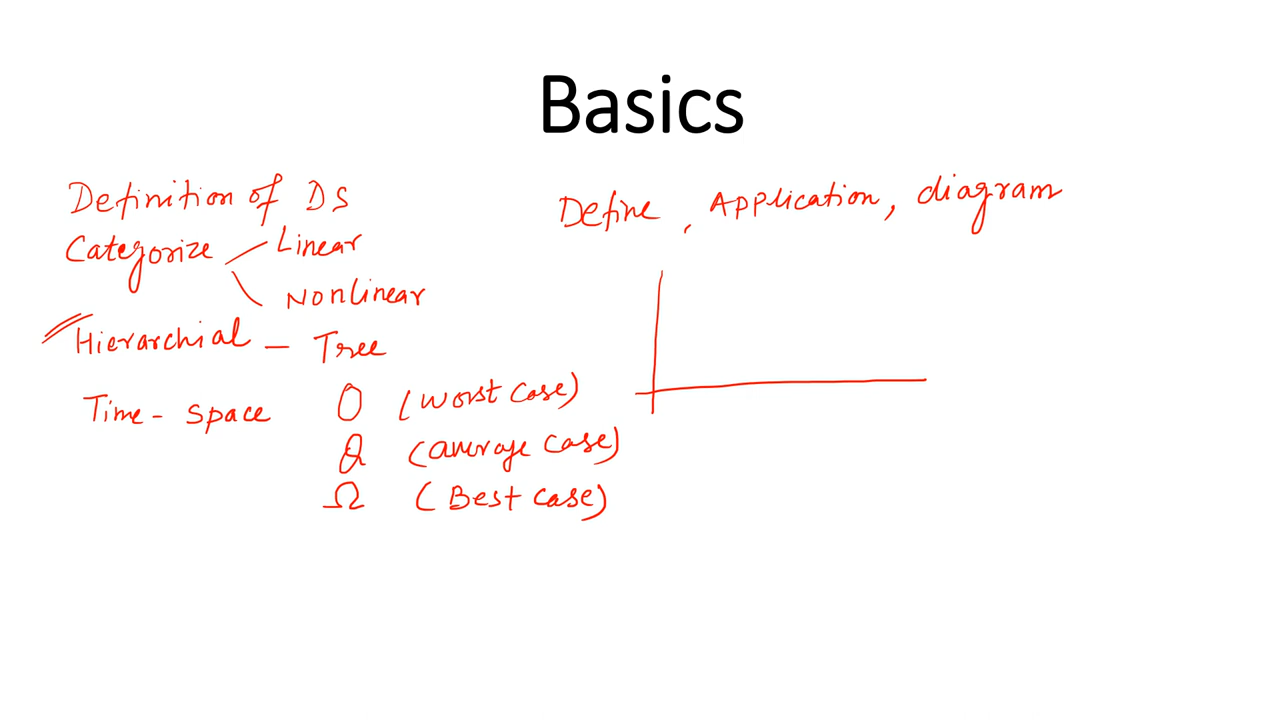 Basics
Definition of DS
Categorize Linear
Nonlinear
Hierarchial - Tree
Time - space O (worst case)
θ (average case)
Ω (Best case)
Define, Application, diagram